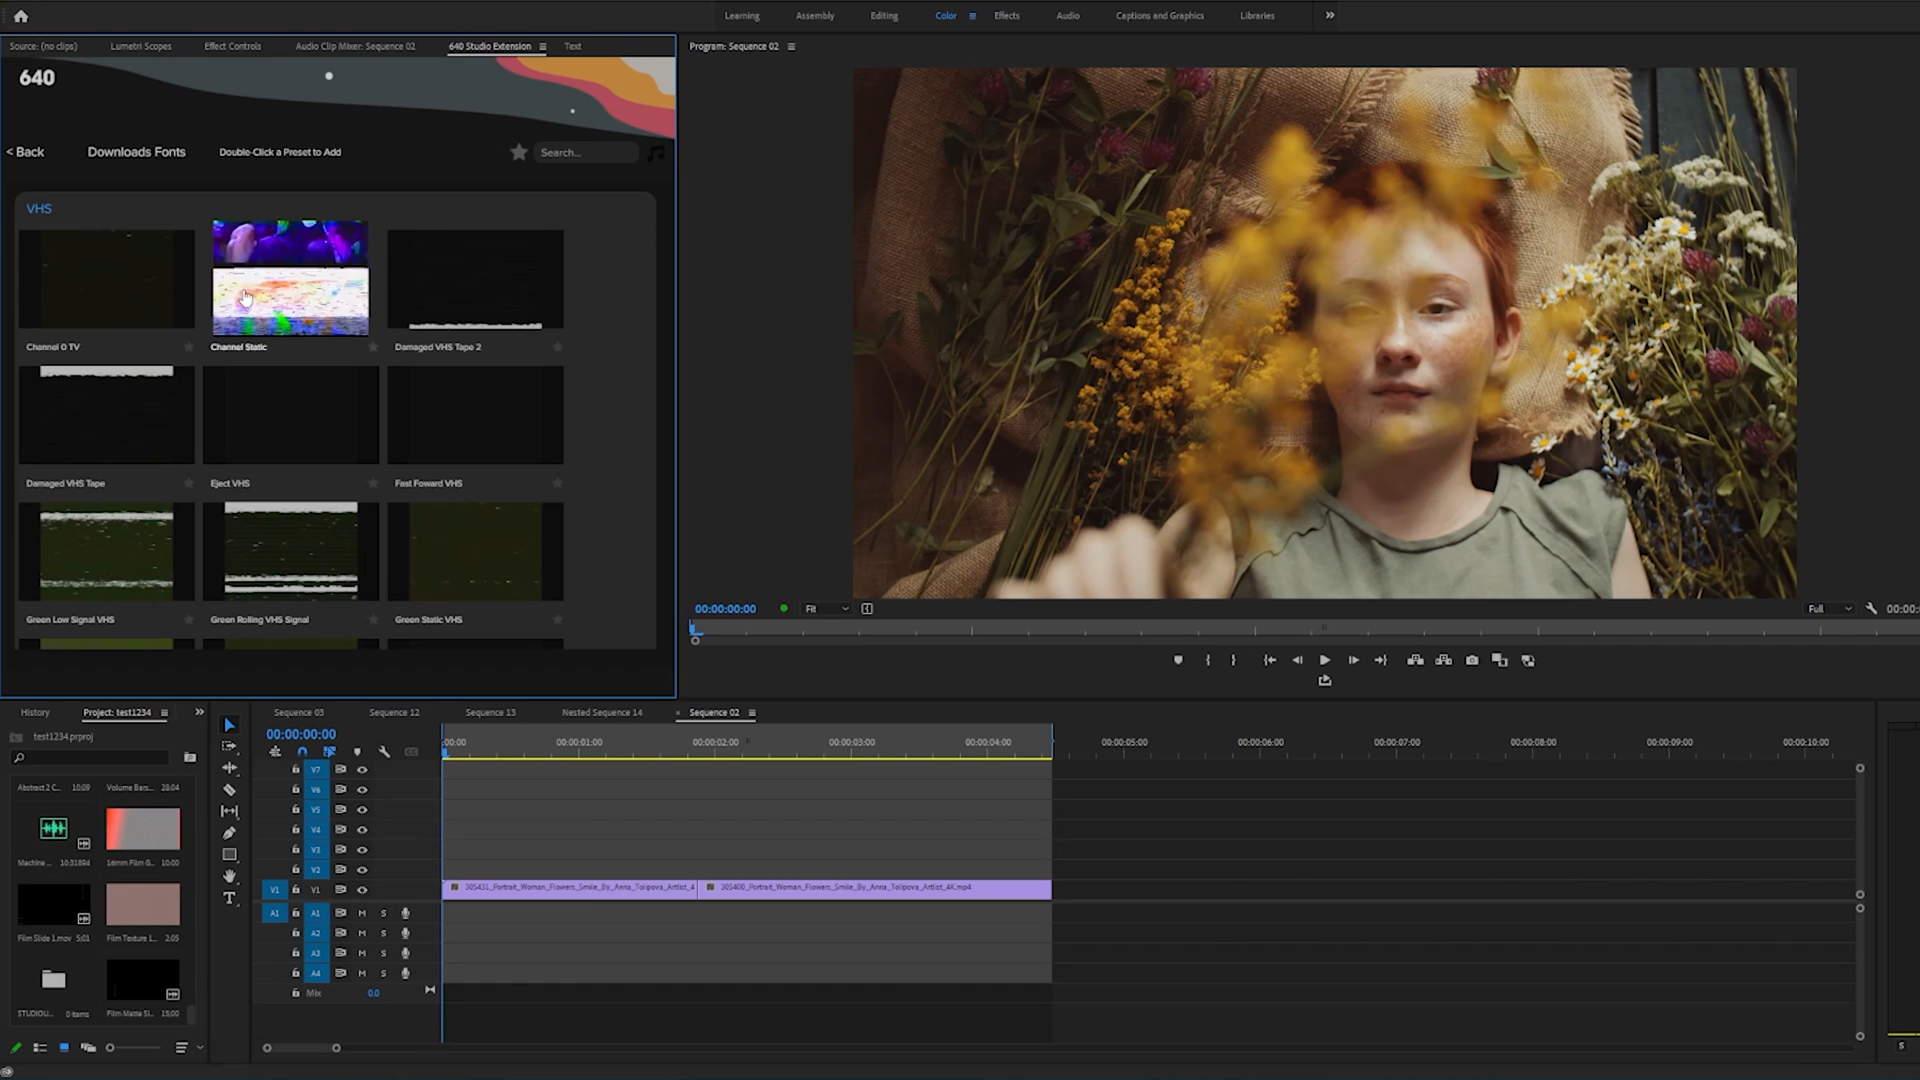 Learning Assembly Editing Color Effects Audio Captions and Graphics Libraries
Source: (no clips) Lumetri Scopes Effect Controls Audio Clip Mixer: Sequence 02 640 Studio Extension Text
Program: Sequence 02
640
< Back Downloads Fonts Double-Click a Preset to Add Search...
VHS
Channel 0 TV Channel Static Damaged VHS Tape 2
Damaged VHS Tape Eject VHS Fast Foward VHS
Green Low Signal VHS Green Rolling VHS Signal Green Static VHS
00:00:00:00 Fit Full
History Project: test1234
test1234.prproj
Abstract 2 C... 10:09 Volume Bars... 28:04
Machine ... 10:31894 16mm Film G... 10:00
Film Slide 1.mov 5;01 Film Texture 1... 2:05
STUDIOU... 0 items Film Matte Sl... 15;00
Sequence 03 Sequence 12 Sequence 13 Nested Sequence 14 × Sequence 02
00:00:00:00
:00:00 00:00:01:00 00:00:02:00 00:00:03:00 00:00:04:00 00:00:05:00 00:00:06:00 00:00:07:00 00:00:08:00 00:00:09:00 00:00:10:00
V7
V6
V5
V4
V3
V2
V1 V1 305431_Portrait_Woman_Flowers_Smile_By_Anna_Tolipova_Artlist_4 305400_Portrait_Woman_Flowers_Smile_By_Anna_Tolipova_Artlist_4K.mp4
A1 A1 M S
A2 M S
A3 M S
A4 M S
Mix 0.0
S